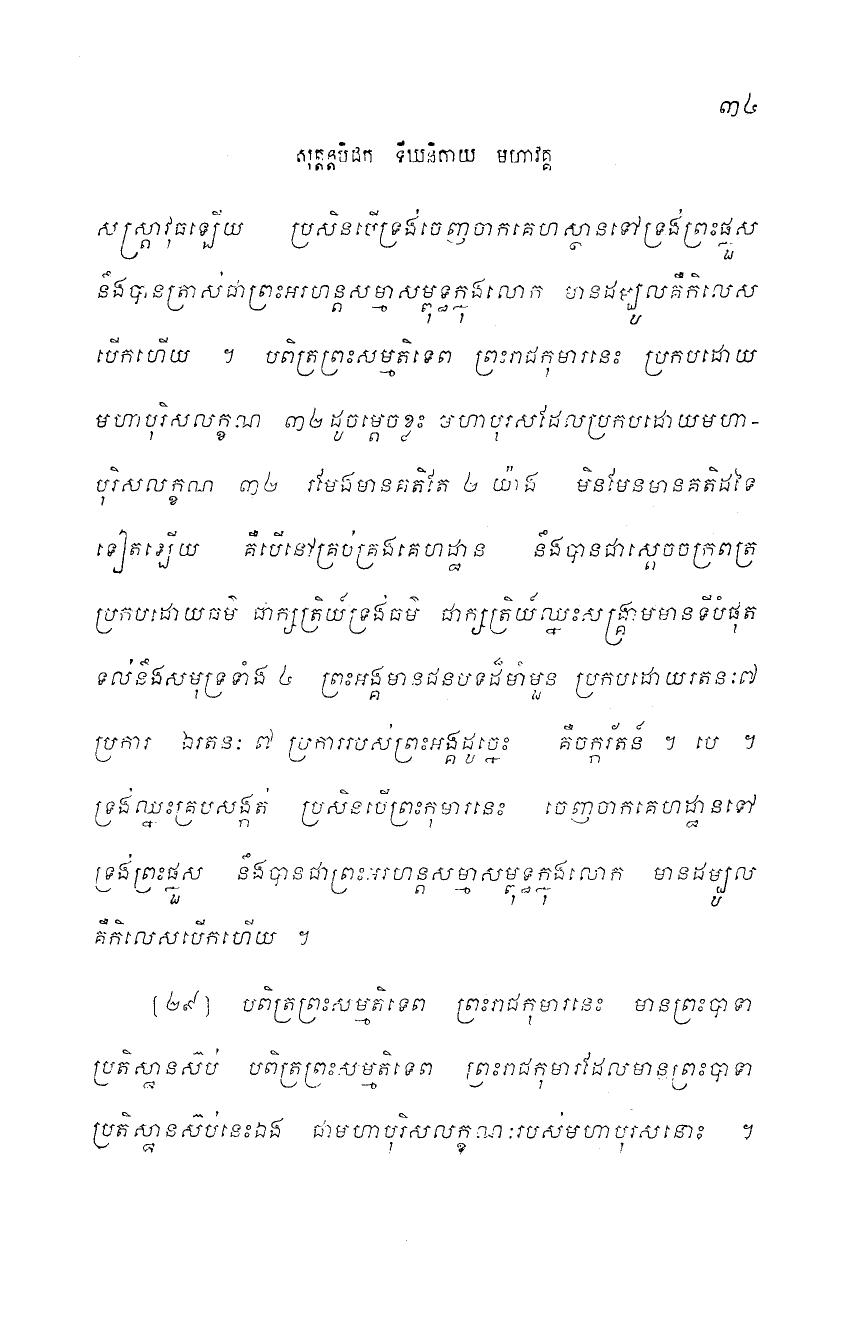 ៣៤
សុត្តន្តបិដក ទីឃនិកាយ មហាវគ្គ
សស្ត្រាវុធឡើយ ប្រសិនបើទ្រង់ចេញចាកគេហស្ថានទៅទ្រង់ព្រះផ្នួស
នឹងបានត្រាស់ជាព្រះអរហន្តសម្មាសម្ពុទ្ធក្នុងលោក មានដម្បូលគឺកិលេស
បើកហើយ ។ បពិត្រព្រះសម្មតិទេព ព្រះរាជកុមារនេះ ប្រកបដោយ
មហាបុរិសលក្ខណ ៣២ ដូចម្តេចខ្លះ មហាបុរសដែលប្រកបដោយមហា-
បុរិសលក្ខណ ៣២ រមែងមានគតិតែ ២ យ៉ាង មិនមែនមានគតិដទៃ
ទៀតឡើយ គឺបើនៅគ្រប់គ្រងគេហដ្ឋាន នឹងបានជាស្តេចចក្រពត្រ
ប្រកបដោយធម៌ ជាក្សត្រិយ៍ទ្រង់ធម៌ ជាក្សត្រិយ៍ឈ្នះសង្គ្រាមមានទីបំផុត
ទល់នឹងសមុទ្រទាំង ៤ ព្រះអង្គមានជនបទដ៏មាំមួន ប្រកបដោយរតនៈ៧
ប្រការ ឯរតនៈ ៧ ប្រការរបស់ព្រះអង្គដូច្នេះ គឺចក្ករ័តន៍ ។ បេ ។
ទ្រង់ឈ្នះគ្របសង្កត់ ប្រសិនបើព្រះកុមារនេះ ចេញចាកគេហដ្ឋានទៅ
ទ្រង់ព្រះផ្នួស នឹងបានជាព្រះអរហន្តសម្មាសម្ពុទ្ធក្នុងលោក មានដម្បូល
គឺកិលេសបើកហើយ ។
[២៩] បពិត្រព្រះសម្មតិទេព ព្រះរាជកុមារនេះ មានព្រះបាទា
ប្រតិស្ឋានស៊ប់ បពិត្រព្រះសម្មតិទេព ព្រះរាជកុមារដែលមានព្រះបាទា
ប្រតិស្ឋានស៊ប់នេះឯង ជាមហាបុរិសលក្ខណៈរបស់មហាបុរសនោះ ។